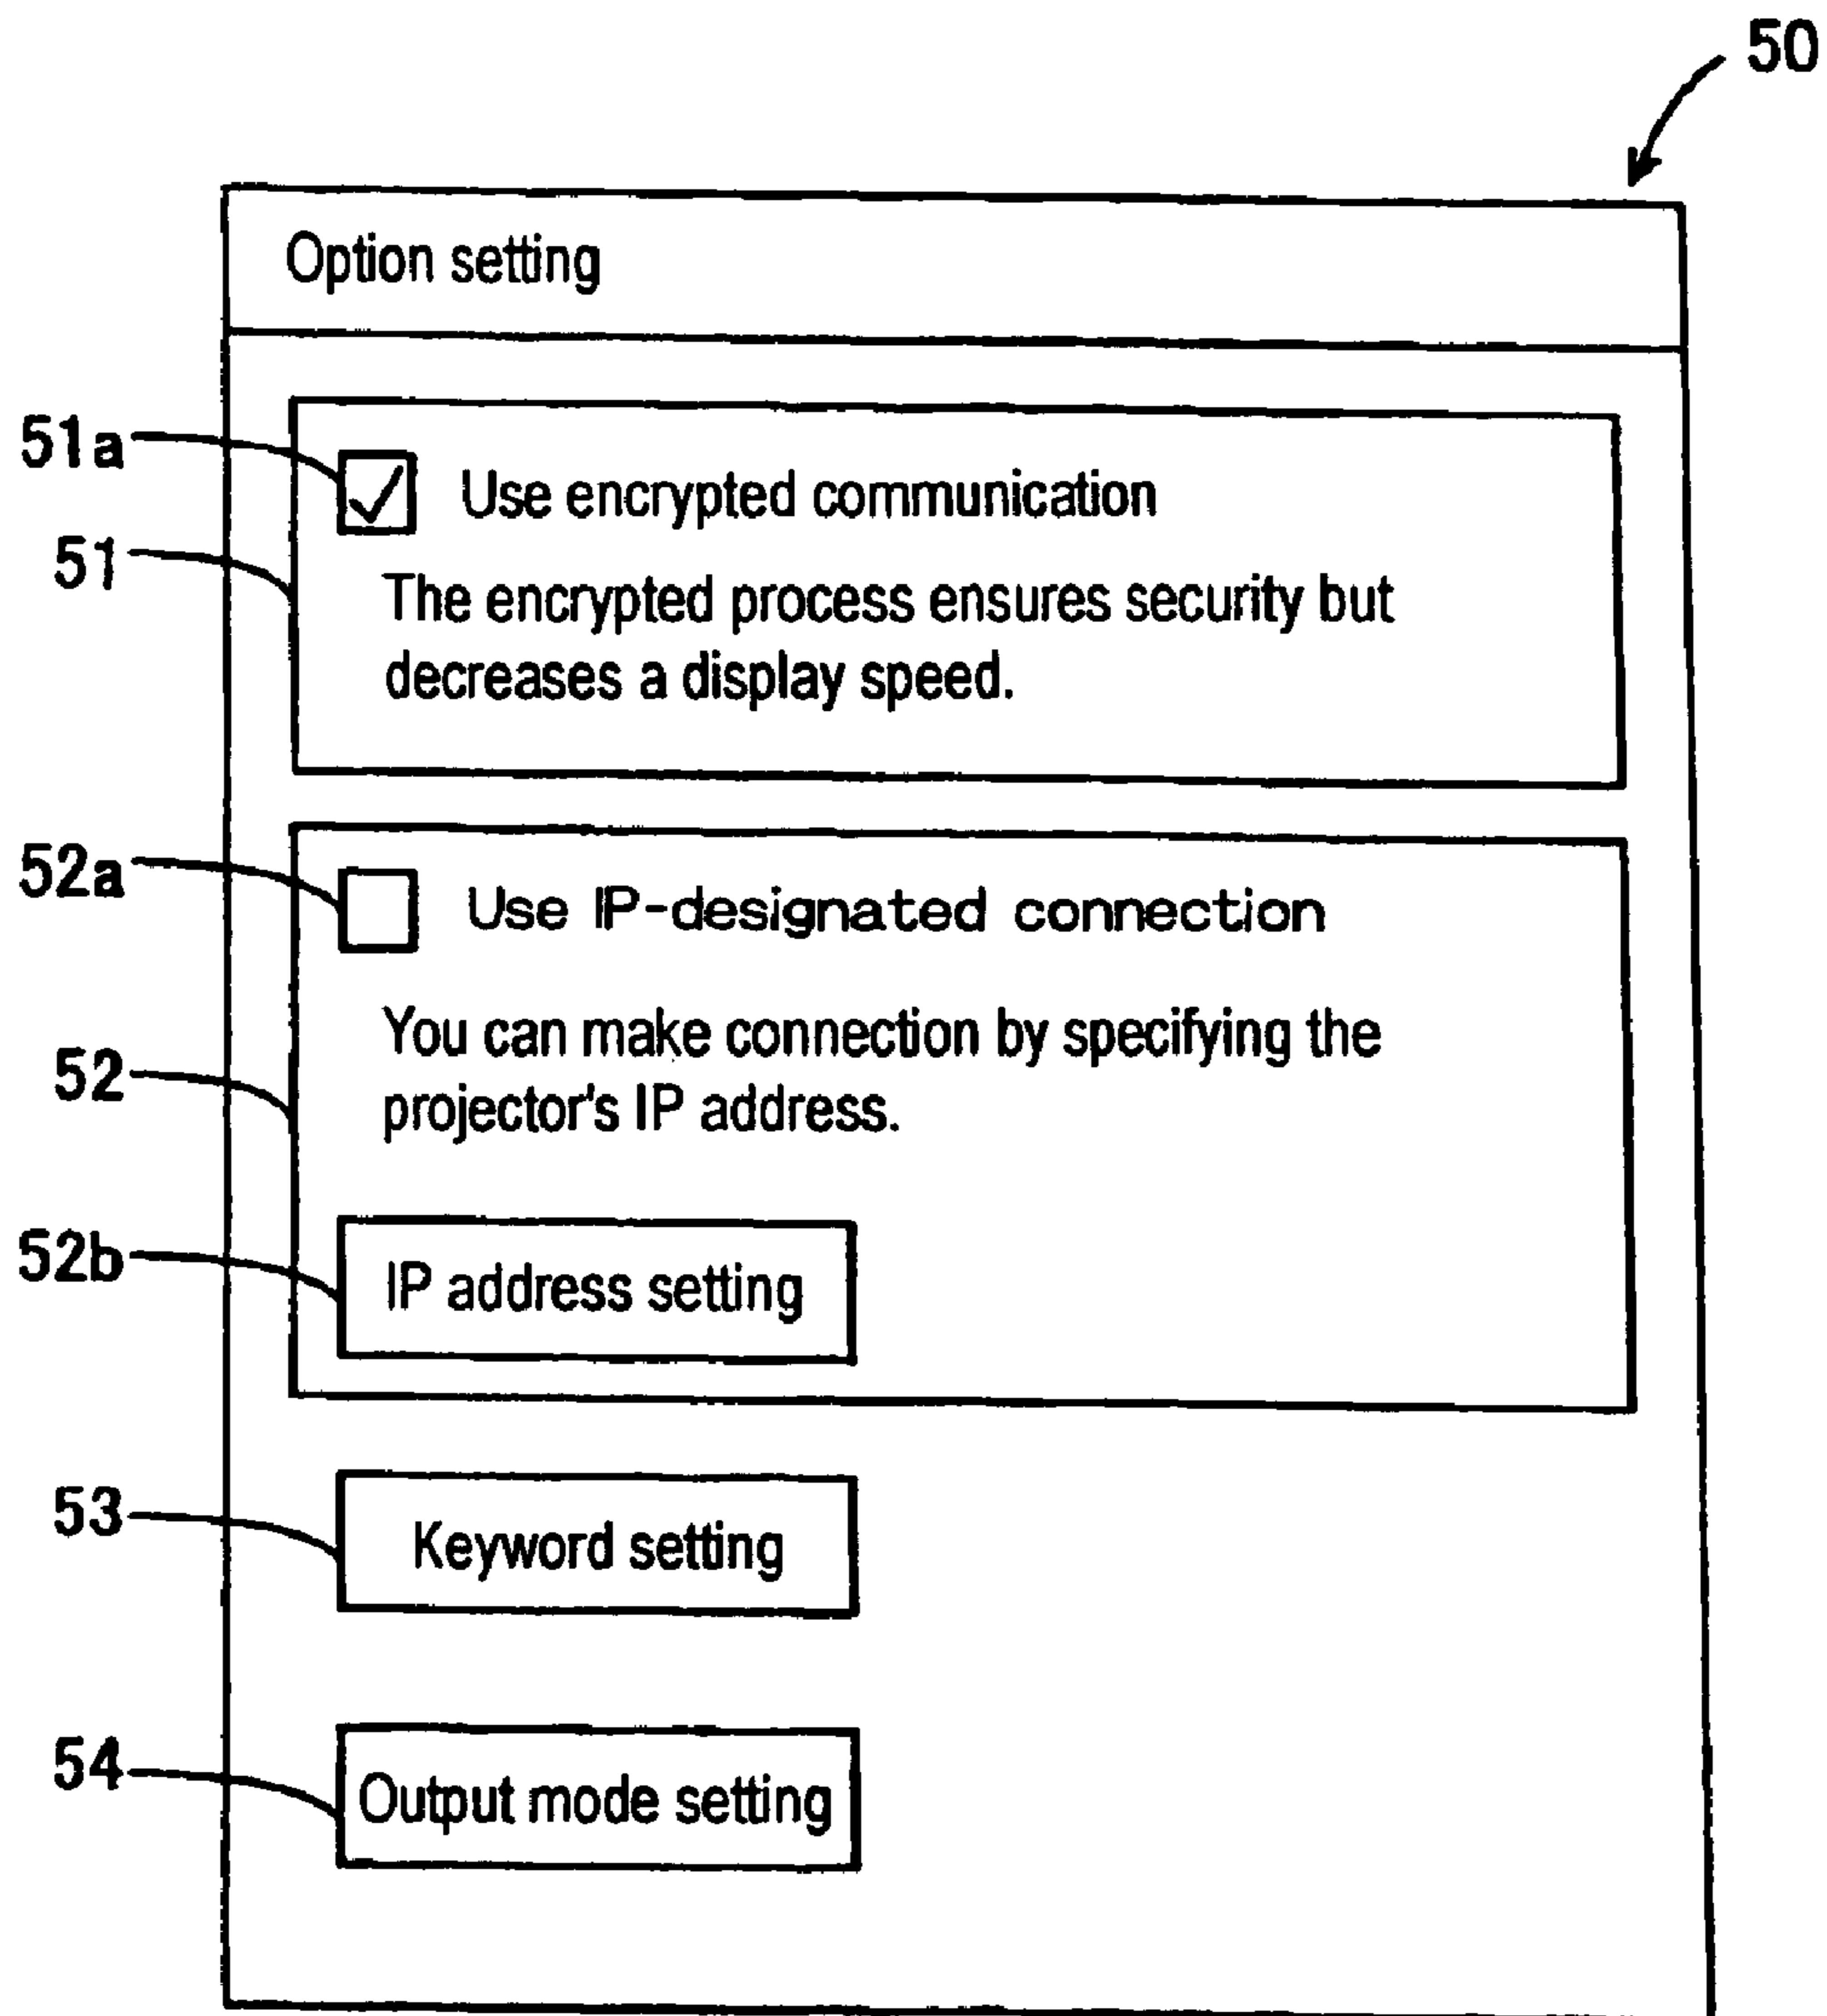 50
Option setting
51a
Use encrypted communication
51
The encrypted process ensures security but
decreases a display speed.
52a
Use IP-designated connection
52
You can make connection by specifying the
projector's IP address.
52b
IP address setting
53
Keyword setting
54
Output mode setting